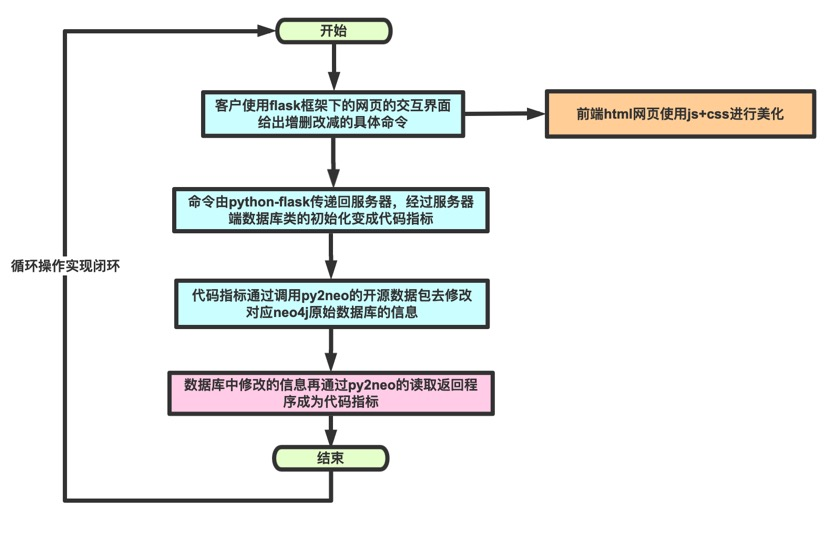 开始
客户使用flask框架下的网页的交互界面
给出增删改减的具体命令
前端html网页使用js+css进行美化
命令由python-flask传递回服务器，经过服务器
端数据库类的初始化变成代码指标
循环操作实现闭环
代码指标通过调用py2neo的开源数据包去修改
对应neo4j原始数据库的信息
数据库中修改的信息再通过py2neo的读取返回程
序成为代码指标
结束